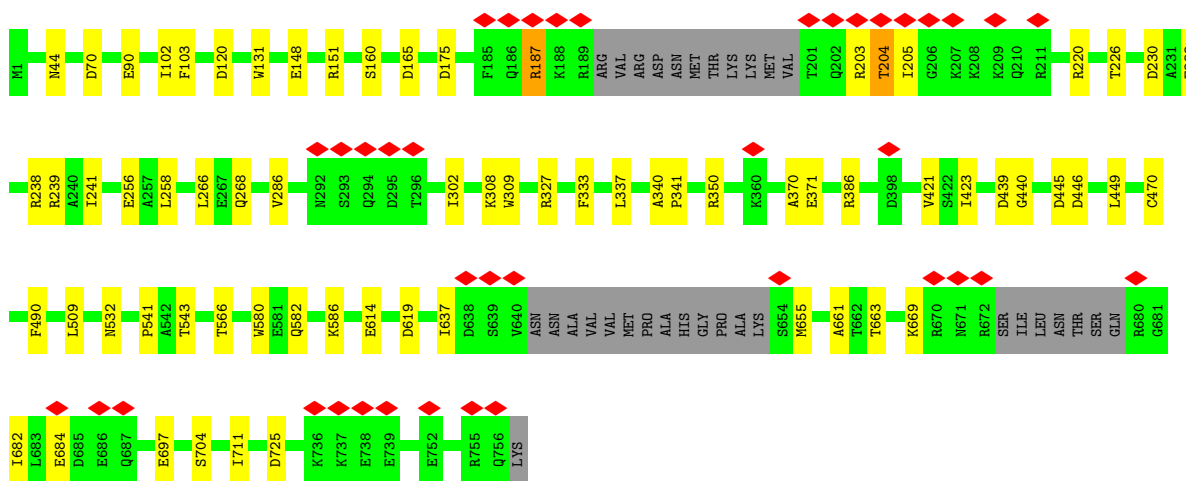 M1 N44 D70 E90 I102 F103 D120 W131 E148 R151 S160 D165 D175 F185 Q186 R187 K188 R189 ARG VAL ARG ASP ASN MET THR LYS LYS MET VAL T201 Q202 R203 T204 I205 G206 K207 K208 K209 Q210 R211 R220 T226 D230 A231
R238 R239 A240 I241 E256 A257 L258 L266 E267 Q268 V286 N292 S293 Q294 D295 T296 I302 K308 W309 R327 F333 L337 A340 P341 R350 K360 A370 E371 R386 D398 V421 S422 I423 D439 G440 D445 D446 L449 C470
F490 L509 N532 P541 A542 T543 T566 W580 E581 Q582 K586 E614 D619 I637 D638 S639 V640 ASN ASN ALA VAL VAL MET PRO ALA HIS GLY PRO ALA LYS S654 M655 A661 T662 T663 K669 R670 N671 R672 SER ILE LEU ASN THR SER GLN R680 G681
I682 L683 E684 D685 E686 Q687 E697 S704 I711 D725 K736 K737 E738 E739 E752 R755 Q756 LYS